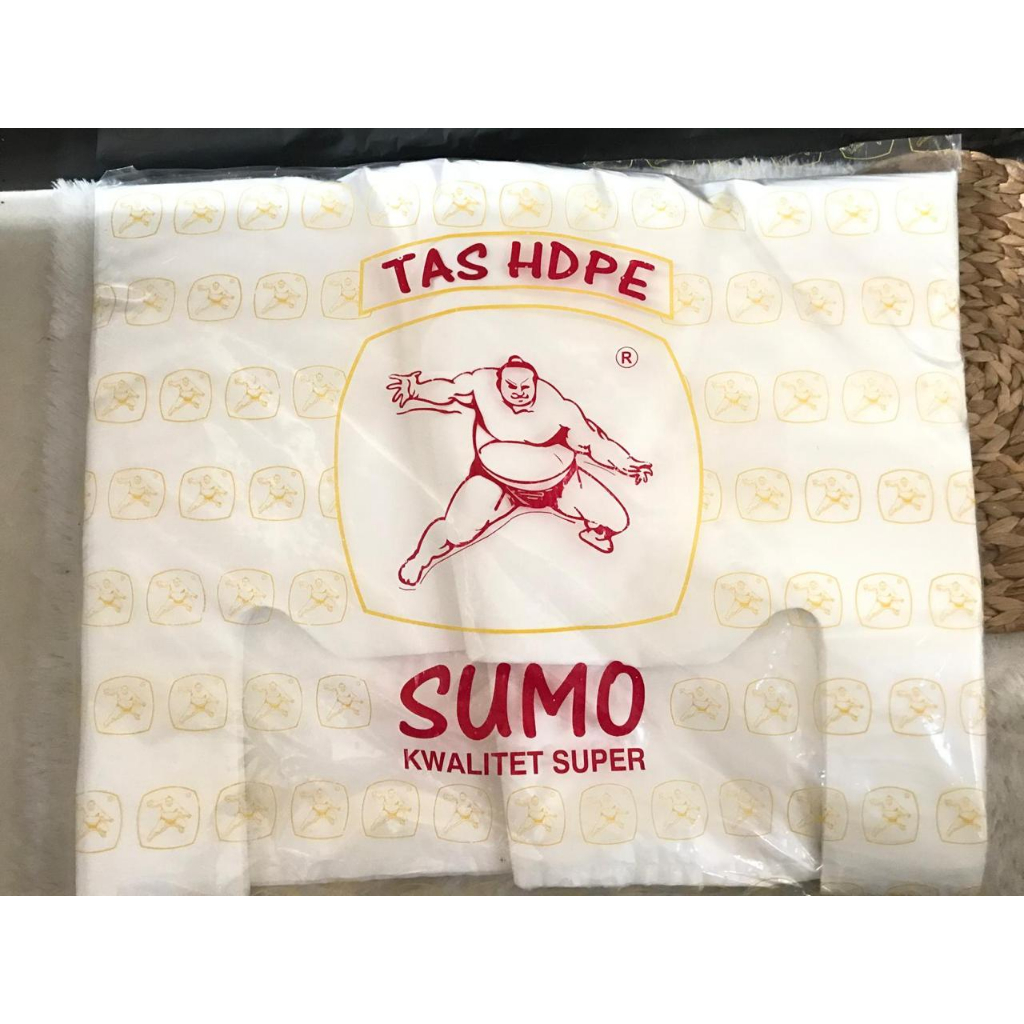 TAS HDPE
®
SUMO
KWALITET SUPER